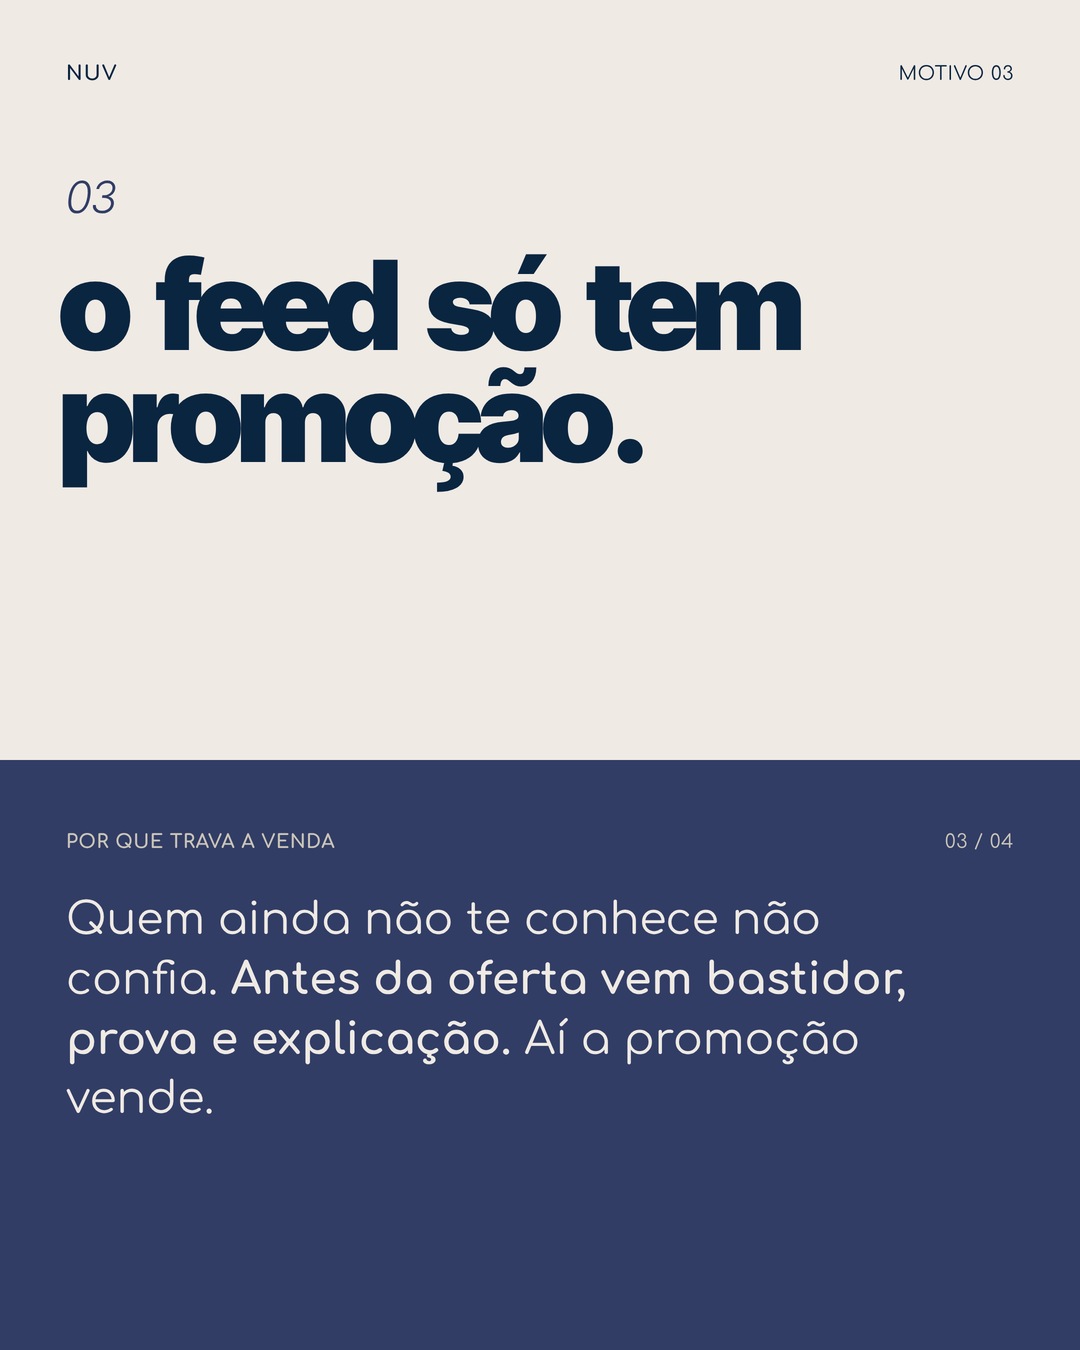 NUV
MOTIVO 03
03
o feed só tem
promoção.
POR QUE TRAVA A VENDA
03 / 04
Quem ainda não te conhece não
confia. Antes da oferta vem bastidor,
prova e explicação. Aí a promoção
vende.